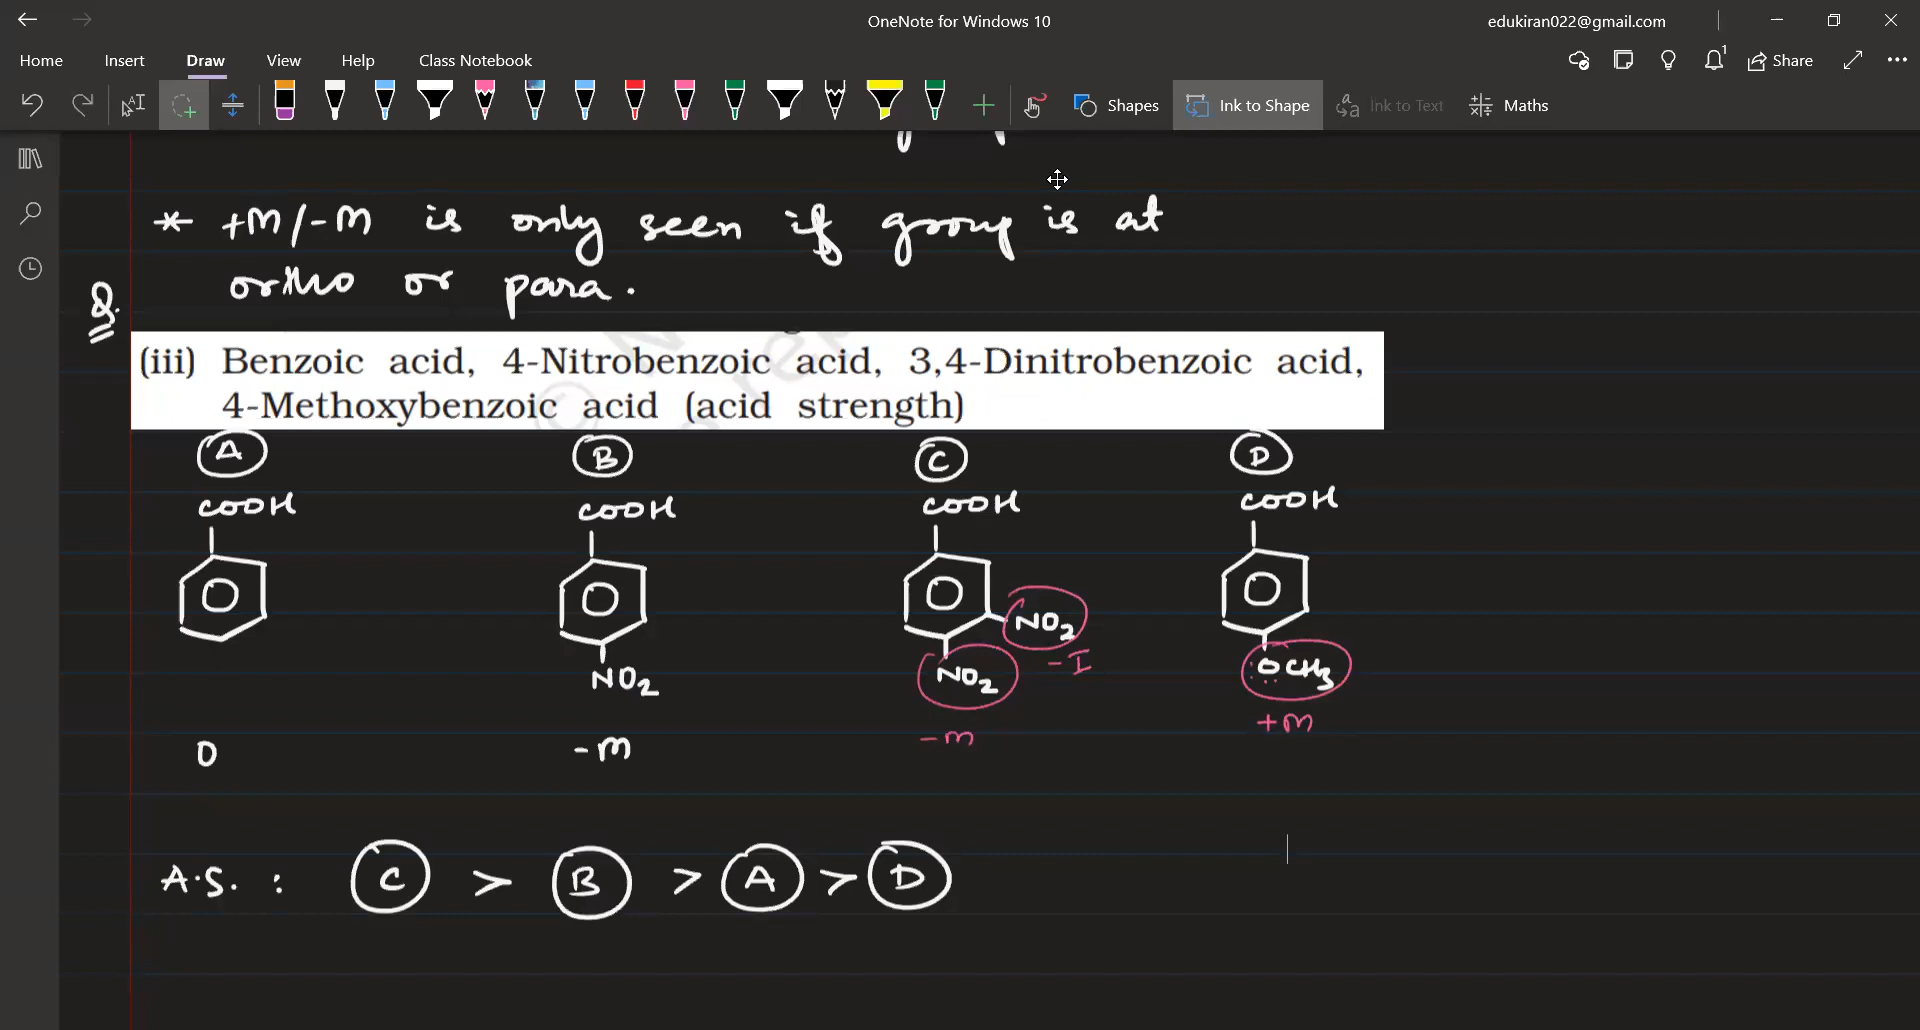 OneNote for Windows 10
edukiran022@gmail.com
Home Insert Draw View Help Class Notebook
1
Share
Shapes Ink to Shape Ink to Text Maths
* +M/-M is only seen if group is at
ortho or para.
Q.
(iii) Benzoic acid, 4-Nitrobenzoic acid, 3,4-Dinitrobenzoic acid,
4-Methoxybenzoic acid (acid strength)
A B C D
COOH COOH COOH COOH
NO2
-I
NO2 NO2 OCH3
+M
0 -M -M
A.S. : C > B > A > D